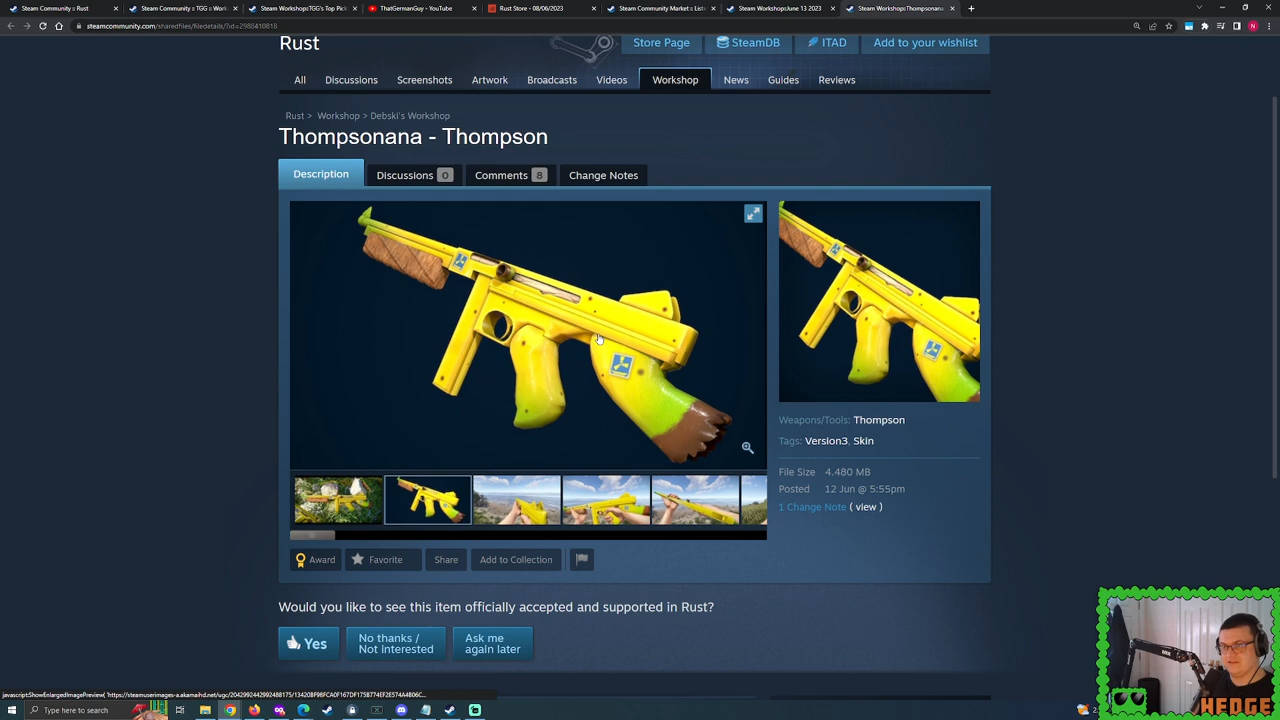 Steam Community :: Rust
Steam Community :: TGG :: Work
Steam Workshop::TGG's Top Pick
ThatGermanGuy - YouTube
Rust Store - 08/06/2023
Steam Community Market :: List
Steam Workshop::June 13 2023
Steam Workshop::Thompsonana
steamcommunity.com/sharedfiles/filedetails/?id=2988410818
Rust
Store Page
SteamDB
ITAD
Add to your wishlist
All
Discussions
Screenshots
Artwork
Broadcasts
Videos
Workshop
News
Guides
Reviews
Rust > Workshop > Debski's Workshop
Thompsonana - Thompson
Description
Discussions 0
Comments 8
Change Notes
Weapons/Tools: Thompson
Tags: Version3, Skin
File Size 4.480 MB
Posted 12 Jun @ 5:55pm
1 Change Note ( view )
Award
Favorite
Share
Add to Collection
Would you like to see this item officially accepted and supported in Rust?
Yes
No thanks /
Not Interested
Ask me
again later
Type here to search
HEDGE